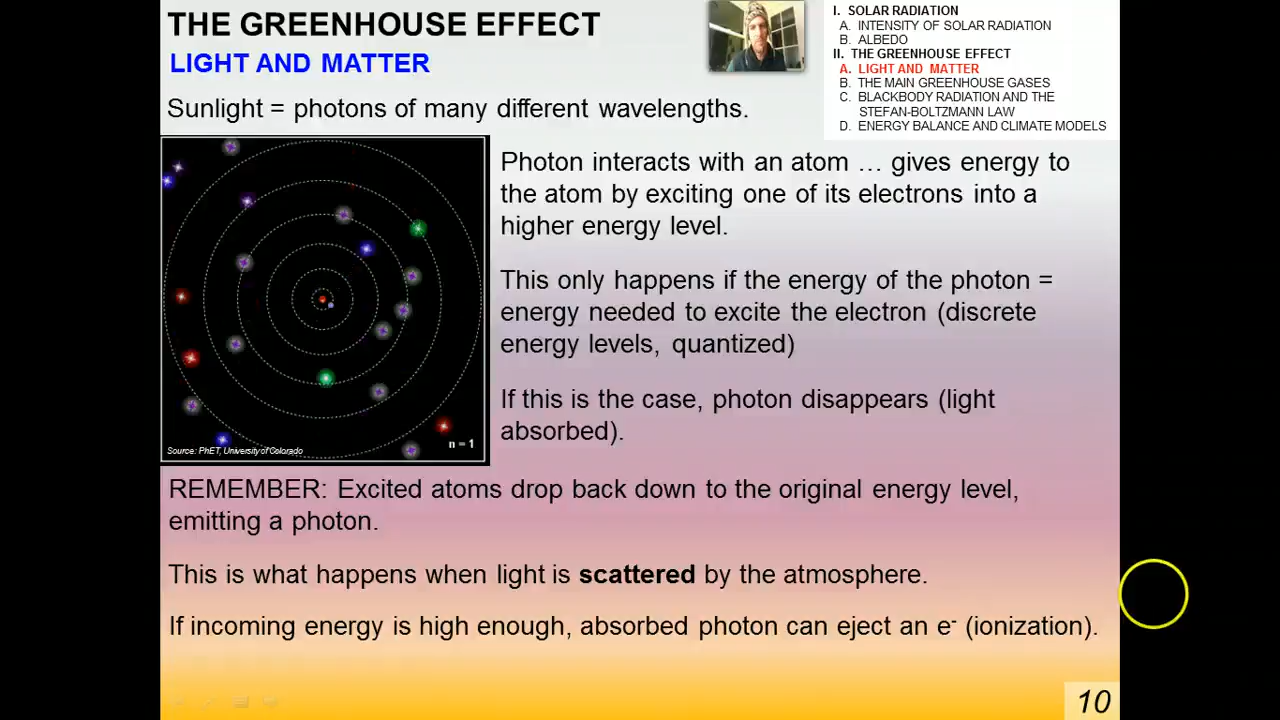 THE GREENHOUSE EFFECT
LIGHT AND MATTER
I. SOLAR RADIATION
A. INTENSITY OF SOLAR RADIATION
B. ALBEDO
II. THE GREENHOUSE EFFECT
A. LIGHT AND MATTER
B. THE MAIN GREENHOUSE GASES
C. BLACKBODY RADIATION AND THE
STEFAN-BOLTZMANN LAW
D. ENERGY BALANCE AND CLIMATE MODELS
Sunlight = photons of many different wavelengths.
Photon interacts with an atom … gives energy to
the atom by exciting one of its electrons into a
higher energy level.
This only happens if the energy of the photon =
energy needed to excite the electron (discrete
energy levels, quantized)
If this is the case, photon disappears (light
absorbed).
n = 1
Source: PhET, University of Colorado
REMEMBER: Excited atoms drop back down to the original energy level,
emitting a photon.
This is what happens when light is scattered by the atmosphere.
If incoming energy is high enough, absorbed photon can eject an e⁻ (ionization).
10